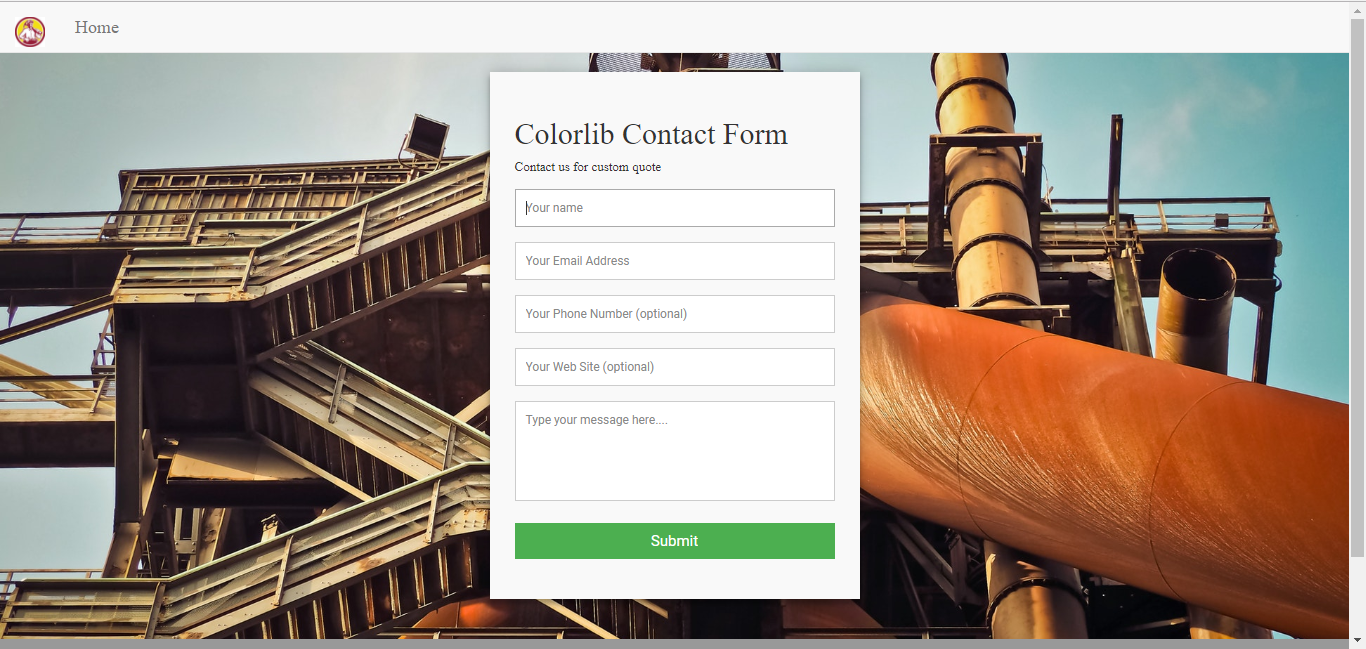 Home
Colorlib Contact Form
Contact us for custom quote
Your name
Your Email Address
Your Phone Number (optional)
Your Web Site (optional)
Type your message here....
Submit